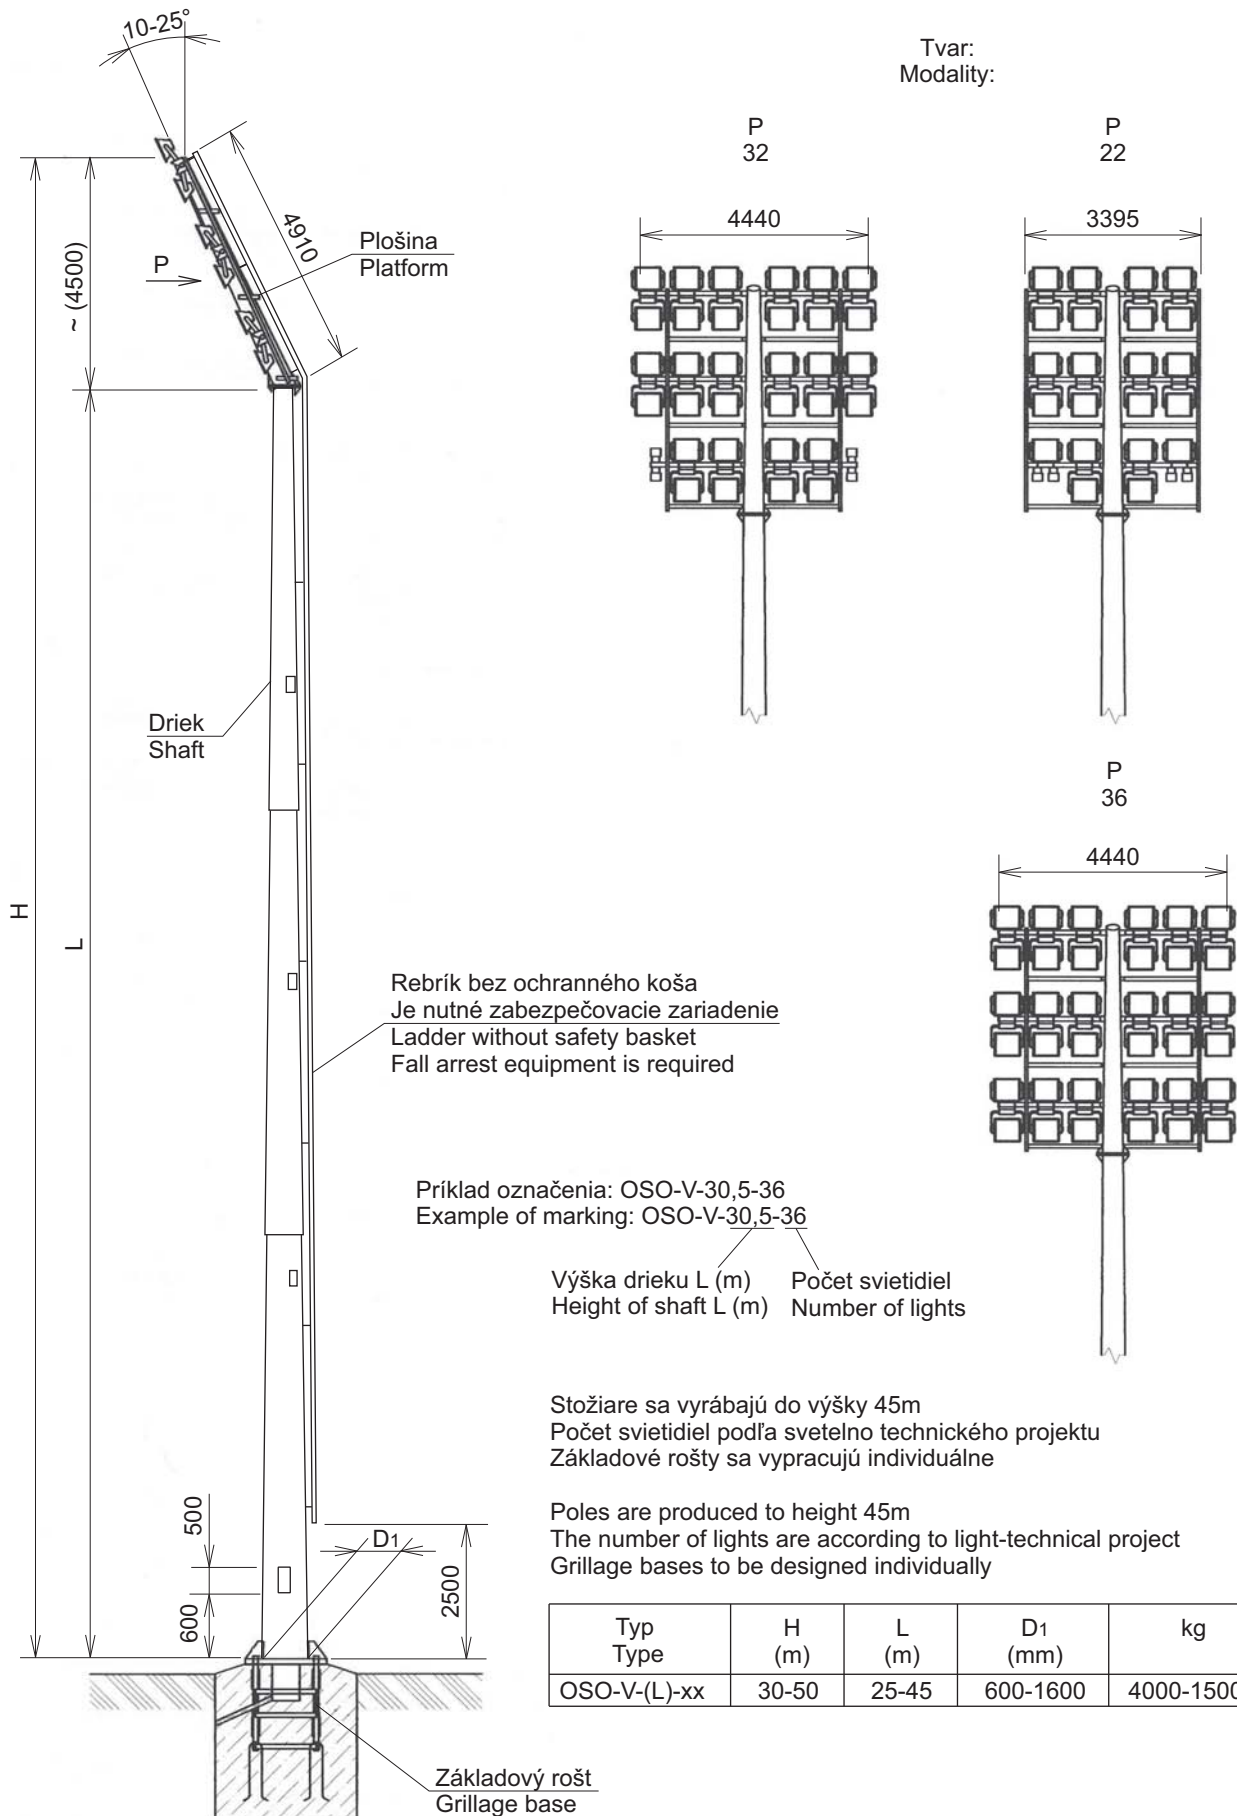 10-25°
Tvar:
Modality:
P
32
P
22
4440
3395
4910
Plošina
Platform
~ (4500)
P
Driek
Shaft
P
36
4440
H
L
Rebrík bez ochranného koša
Je nutné zabezpečovacie zariadenie
Ladder without safety basket
Fall arrest equipment is required
Príklad označenia: OSO-V-30,5-36
Example of marking: OSO-V-30,5-36
Výška drieku L (m)
Height of shaft L (m)
Počet svietidiel
Number of lights
Stožiare sa vyrábajú do výšky 45m
Počet svietidiel podľa svetelno technického projektu
Základové rošty sa vypracujú individuálne
Poles are produced to height 45m
The number of lights are according to light-technical project
Grillage bases to be designed individually
500
D1
600
2500
Typ H L D1 kg
Type (m) (m) (mm)
OSO-V-(L)-xx 30-50 25-45 600-1600 4000-1500
Základový rošt
Grillage base